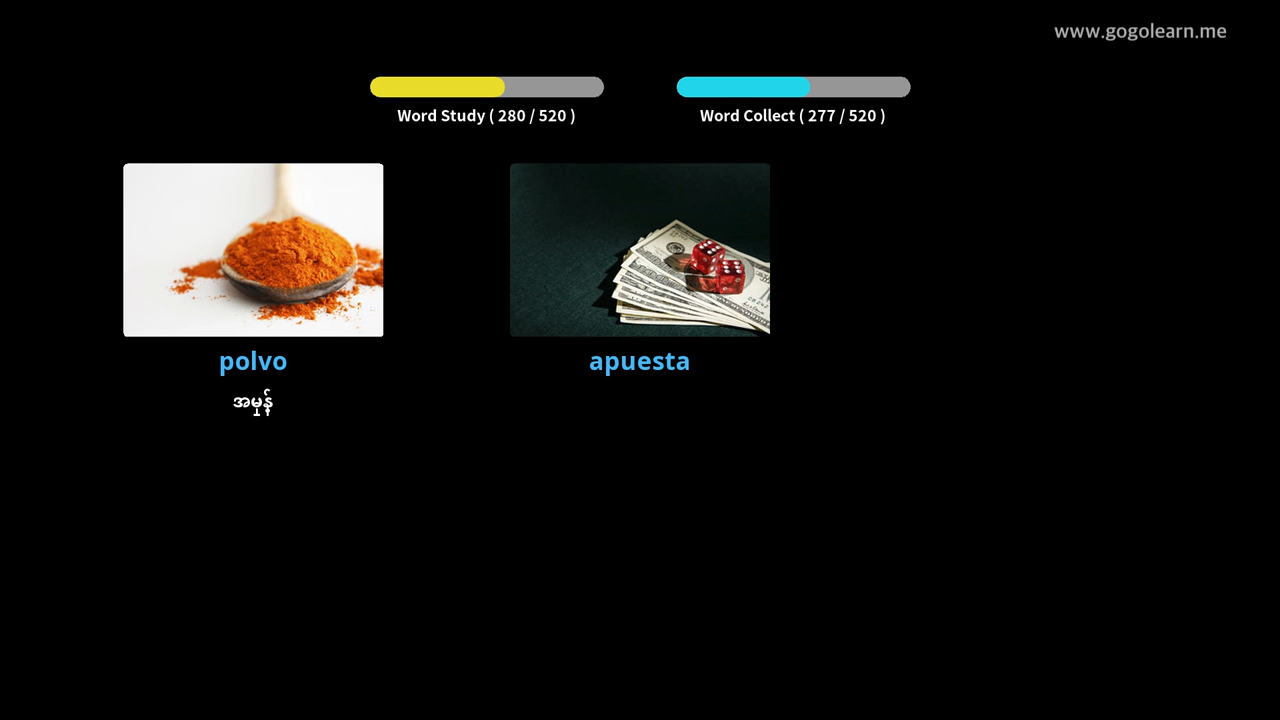 www.gogolearn.me
Word Study ( 280 / 520 )
Word Collect ( 277 / 520 )
polvo
apuesta
အမှုန့်